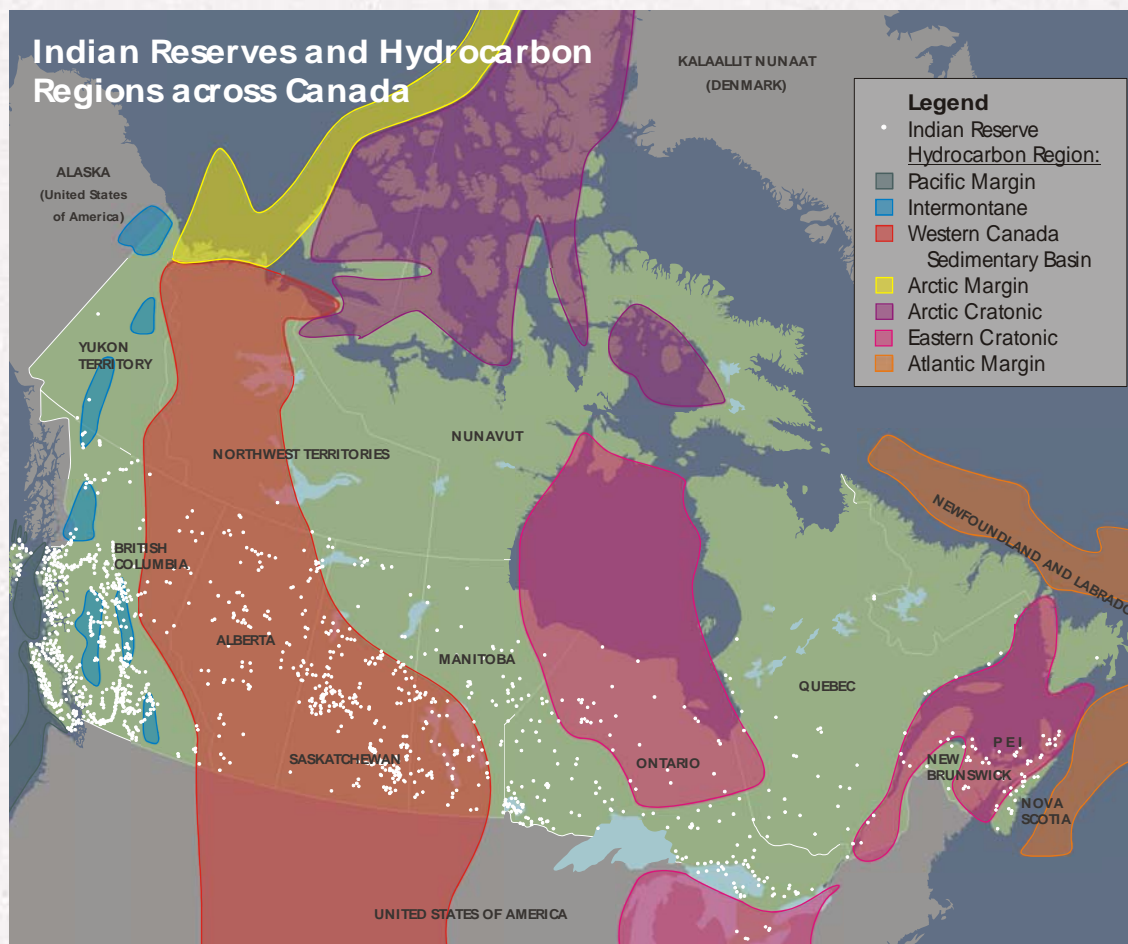 Indian Reserves and Hydrocarbon
Regions across Canada
KALAALLIT NUNAAT
(DENMARK)
Legend
Indian Reserve
Hydrocarbon Region:
Pacific Margin
Intermontane
Western Canada
Sedimentary Basin
Arctic Margin
Arctic Cratonic
Eastern Cratonic
Atlantic Margin
ALASKA
(United States
of America)
YUKON
TERRITORY
NUNAVUT
NORTHWEST TERRITORIES
NEWFOUNDLAND AND LABRADO
BRITISH
COLUMBIA
ALBERTA
MANITOBA
QUEBEC
SASKATCHEWAN
ONTARIO
PEI
NEW
BRUNSWICK
NOVA
SCOTIA
UNITED STATES OF AMERICA